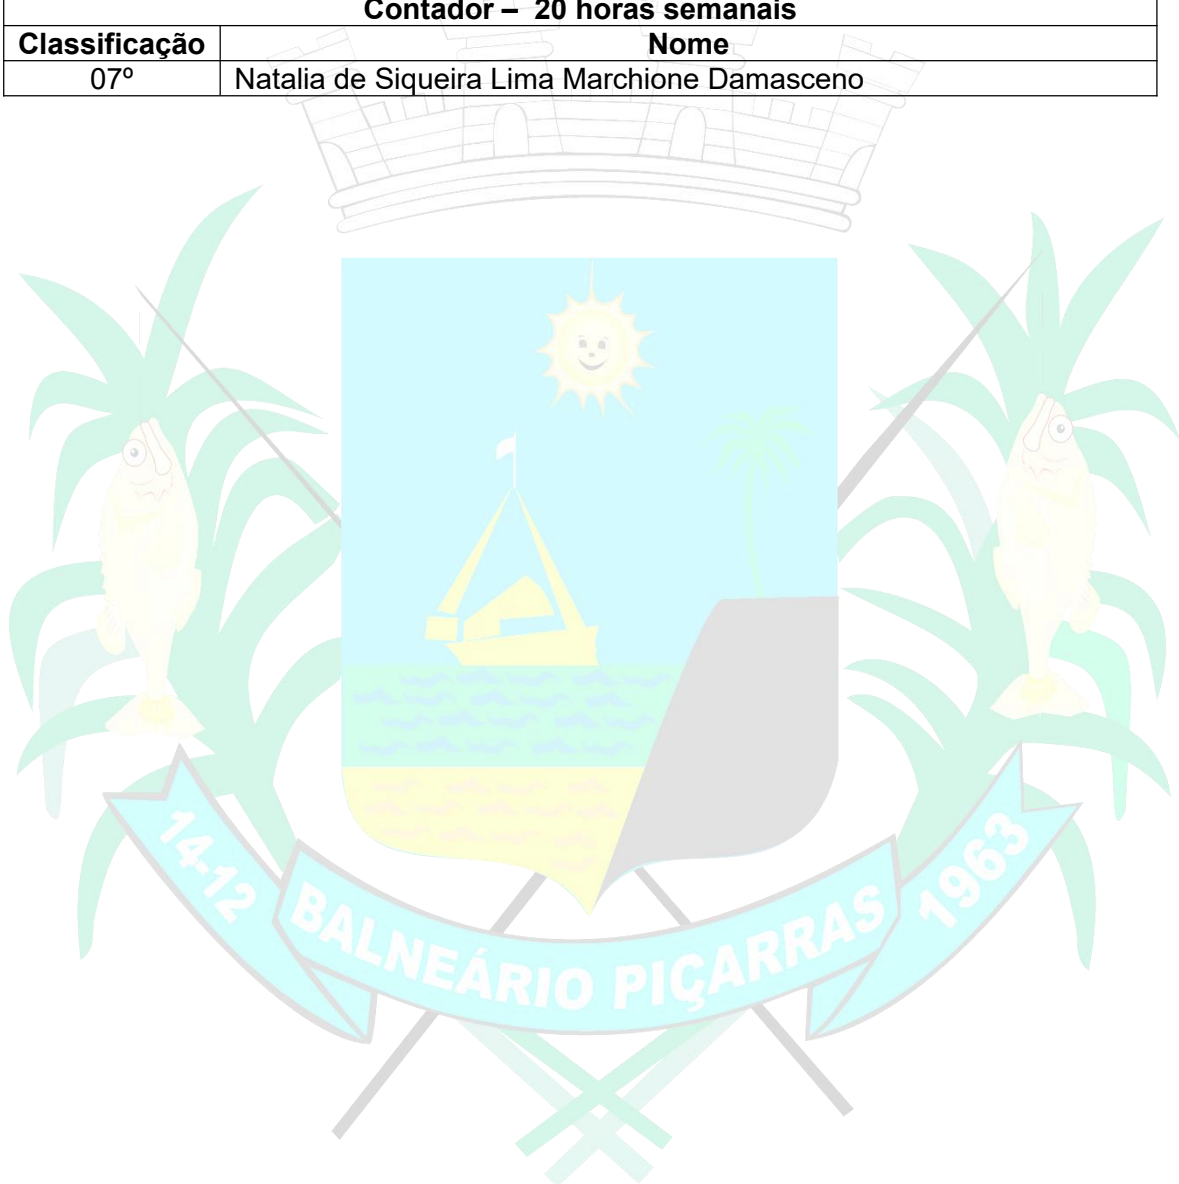 Contador – 20 horas semanais
Classificação Nome
07º Natalia de Siqueira Lima Marchione Damasceno
14-12 BALNEÁRIO PIÇARRAS 1963